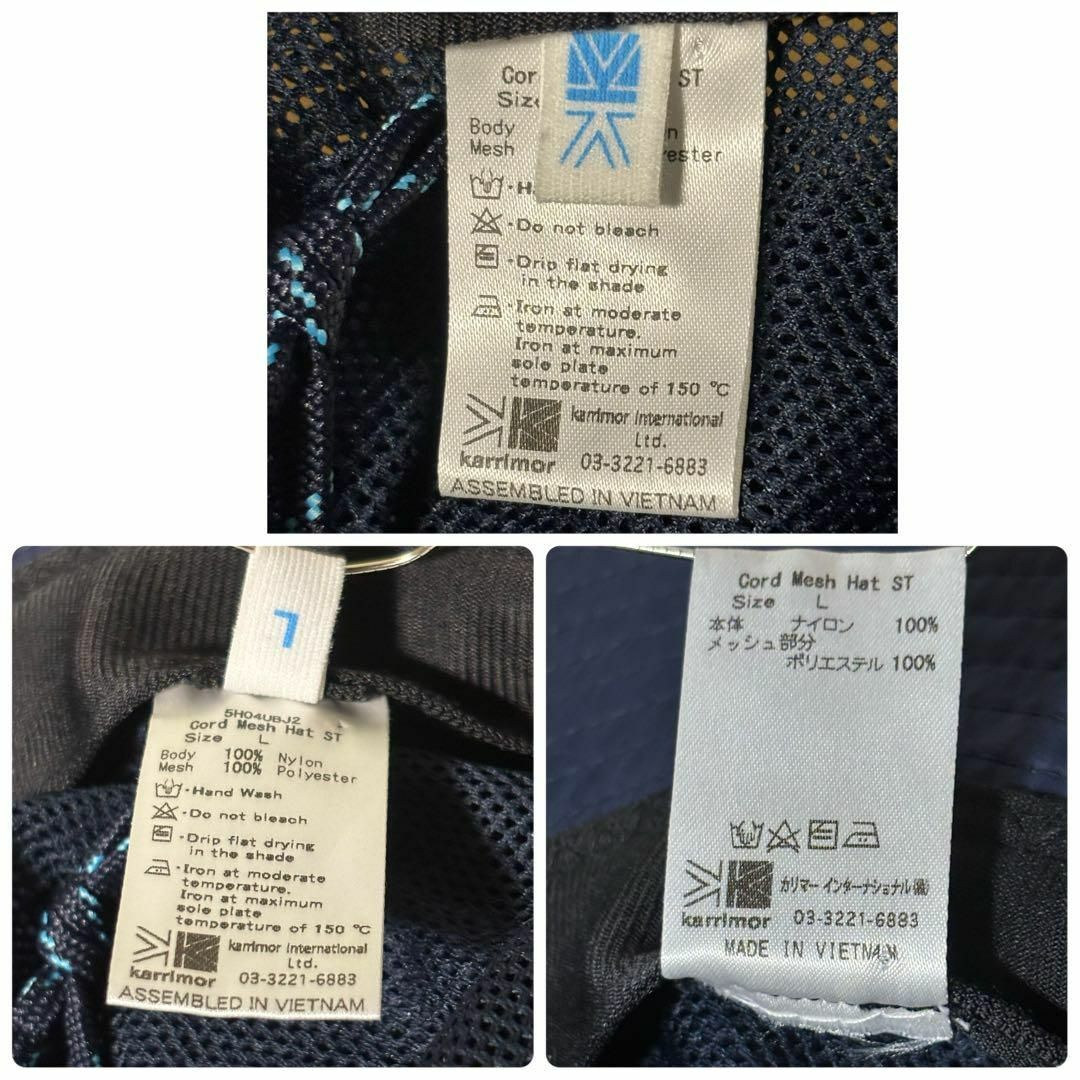 Cor ST
Size
Body
Mesh yester
·Do not bleach
·Drip flat drying
in the shade
·Iron at moderate
temperature.
Iron at maximum
sole plate
temperature of 150 ℃
karrimor International
Ltd.
karrimor 03-3221-6883
ASSEMBLED IN VIETNAM
L
5H04UBJ2
Cord Mesh Hat ST
Size L
Body 100% Nylon
Mesh 100% Polyester
·Hand Wash
·Do not bleach
·Drip flat drying
in the shade
·Iron at moderate
temperature.
Iron at maximum
sole plate
temperature of 150 ℃
karrimor International
Ltd.
karrimor 03-3221-6883
ASSEMBLED IN VIETNAM
Cord Mesh Hat ST
Size L
本体 ナイロン 100%
メッシュ部分
ポリエステル 100%
カリマー インターナショナル(株)
karrimor 03-3221-6883
MADE IN VIETNAM